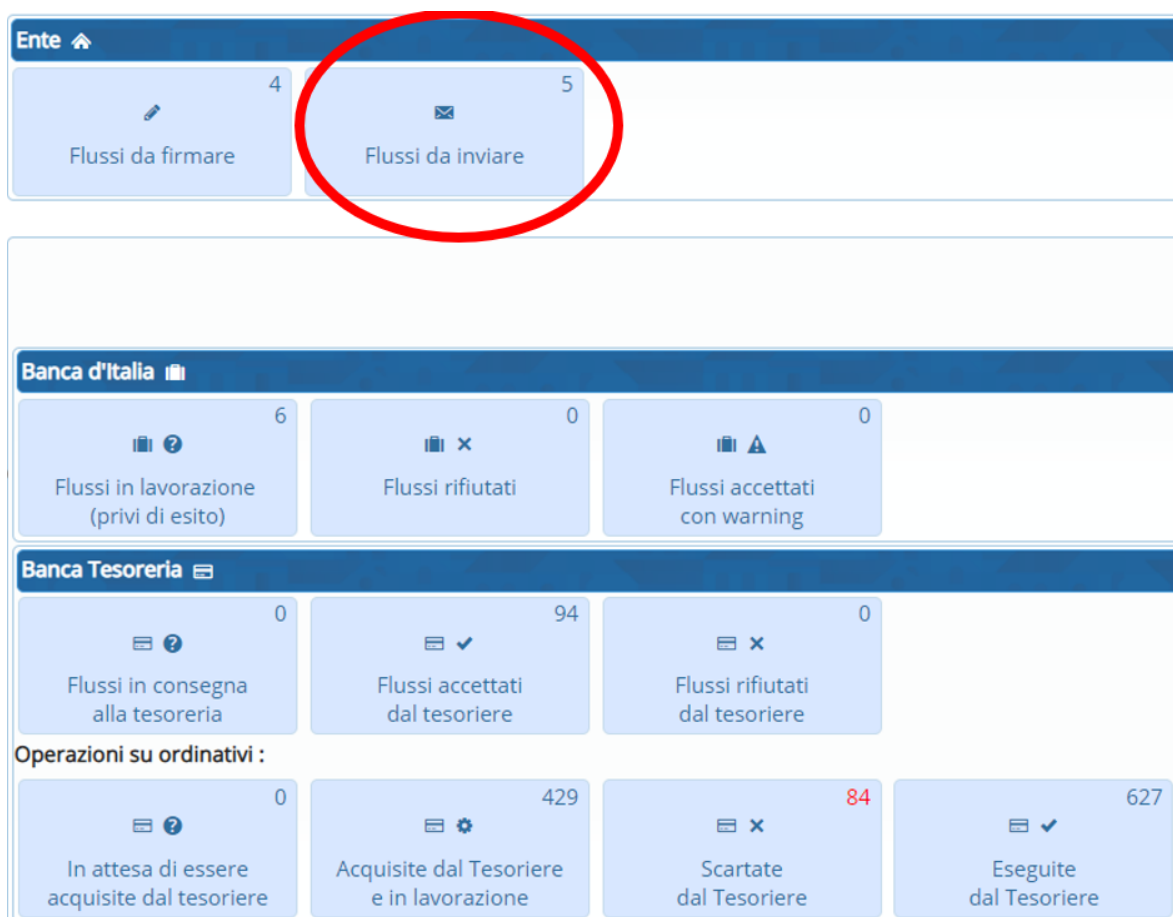 Ente
4
5
Flussi da firmare
Flussi da inviare
Banca d'Italia
6
0
0
Flussi in lavorazione
(privi di esito)
Flussi rifiutati
Flussi accettati
con warning
Banca Tesoreria
0
94
0
Flussi in consegna
alla tesoreria
Flussi accettati
dal tesoriere
Flussi rifiutati
dal tesoriere
Operazioni su ordinativi :
0
429
84
627
In attesa di essere
acquisite dal tesoriere
Acquisite dal Tesoriere
e in lavorazione
Scartate
dal Tesoriere
Eseguite
dal Tesoriere